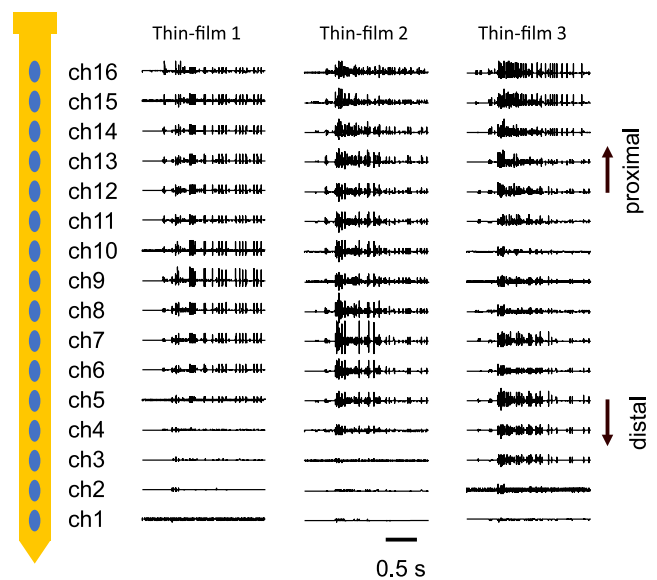 Thin-film 1
Thin-film 2
Thin-film 3
ch16
ch15
ch14
ch13
ch12
ch11
ch10
ch9
ch8
ch7
ch6
ch5
ch4
ch3
ch2
ch1
proximal
distal
0.5 s